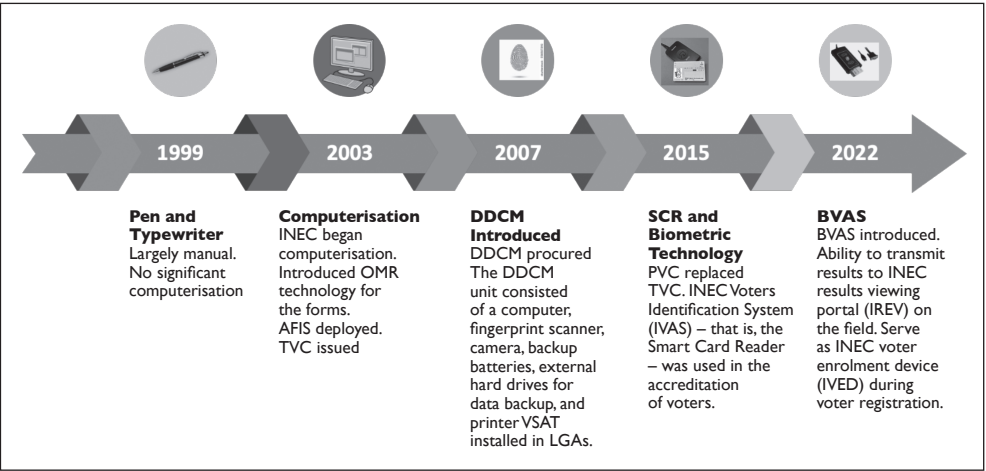 1999
2003
2007
2015
2022
Pen and
Typewriter
Largely manual.
No significant
computerisation
Computerisation
INEC began
computerisation.
Introduced OMR
technology for
the forms.
AFIS deployed.
TVC issued
DDCM
Introduced
DDCM procured
The DDCM
unit consisted
of a computer,
fingerprint scanner,
camera, backup
batteries, external
hard drives for
data backup, and
printer VSAT
installed in LGAs.
SCR and
Biometric
Technology
PVC replaced
TVC. INEC Voters
Identification System
(IVAS) – that is, the
Smart Card Reader
– was used in the
accreditation
of voters.
BVAS
BVAS introduced.
Ability to transmit
results to INEC
results viewing
portal (IREV) on
the field. Serve
as INEC voter
enrolment device
(IVED) during
voter registration.